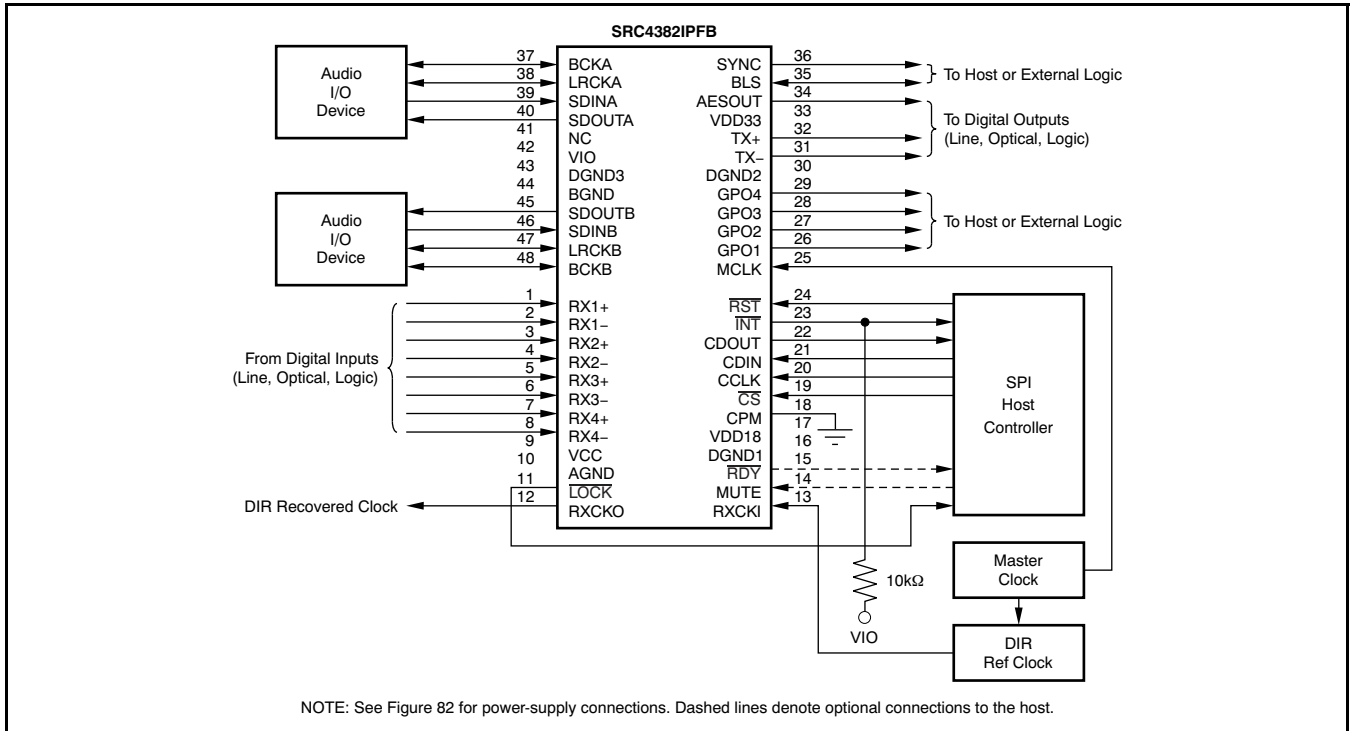 SRC4382IPFB
Audio
I/O
Device
37 BCKA
38 LRCKA
39 SDINA
40 SDOUTA
41 NC
42 VIO
43 DGND3
44 BGND
Audio
I/O
Device
45 SDOUTB
46 SDINB
47 LRCKB
48 BCKB
From Digital Inputs
(Line, Optical, Logic)
1 RX1+
2 RX1−
3 RX2+
4 RX2−
5 RX3+
6 RX3−
7 RX4+
8 RX4−
9 VCC
10 AGND
11 LOCK
12 RXCKO
DIR Recovered Clock
SYNC 36
BLS 35
To Host or External Logic
AESOUT 34
VDD33 33
TX+ 32
TX− 31
To Digital Outputs
(Line, Optical, Logic)
DGND2 30
GPO4 29
GPO3 28
GPO2 27
GPO1 26
To Host or External Logic
MCLK 25
RST 24
INT 23
CDOUT 22
CDIN 21
CCLK 20
CS 19
CPM 18
VDD18 17
DGND1 16
RDY 15
MUTE 14
RXCKI 13
SPI
Host
Controller
10kΩ
VIO
Master
Clock
DIR
Ref Clock
NOTE: See Figure 82 for power-supply connections. Dashed lines denote optional connections to the host.